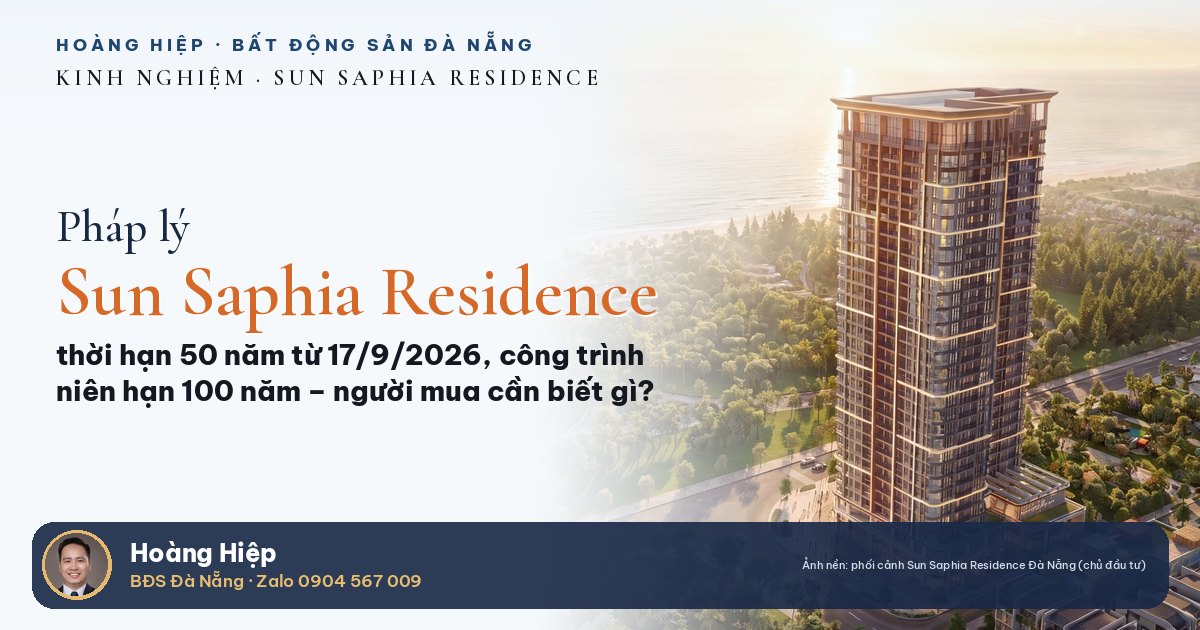 HOÀNG HIỆP · BẤT ĐỘNG SẢN ĐÀ NẴNG
KINH NGHIỆM · SUN SAPHIA RESIDENCE
Pháp lý
Sun Saphia Residence
thời hạn 50 năm từ 17/9/2026, công trình
niên hạn 100 năm – người mua cần biết gì?
Hoàng Hiệp
BĐS Đà Nẵng · Zalo 0904 567 009
Ảnh nền: phối cảnh Sun Saphia Residence Đà Nẵng (chủ đầu tư)